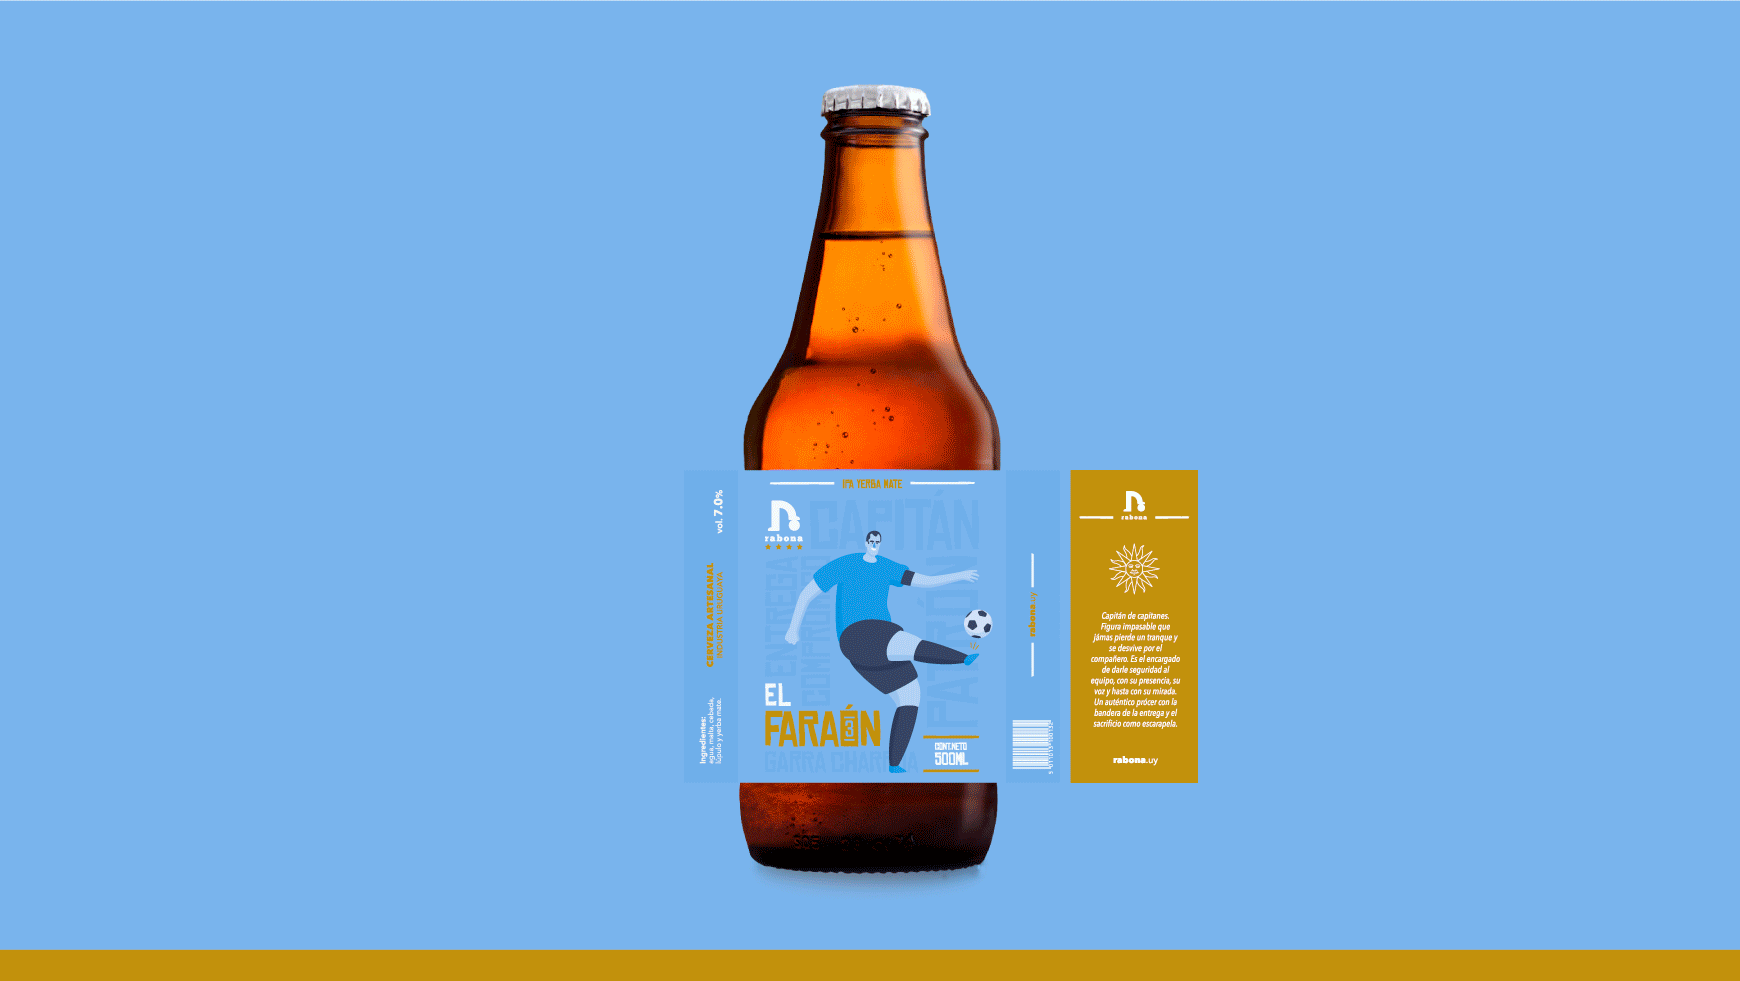 vol. 7.0%
CERVEZA ARTESANAL
INDUSTRIA URUGUAYA
Ingredientes:
agua, malta, cebada,
lúpulo y yerba mate.
IPA YERBA MATE
rabona
CAPITÁN
ENTREGA
COMPROMISO
PATRÓN
EL
FARAÓN
3
GARRA CHARRÚA
CONT.NETO
500ML
rabona.uy
rabona
Capitán de capitanes.
Figura impasable que
jámas pierde un tranque y
se desvive por el
compañero. Es el encargado
de darle seguridad al
equipo, con su presencia, su
voz y hasta con su mirada.
Un auténtico prócer con la
bandera de la entrega y el
sacrificio como escarapela.
rabona.uy